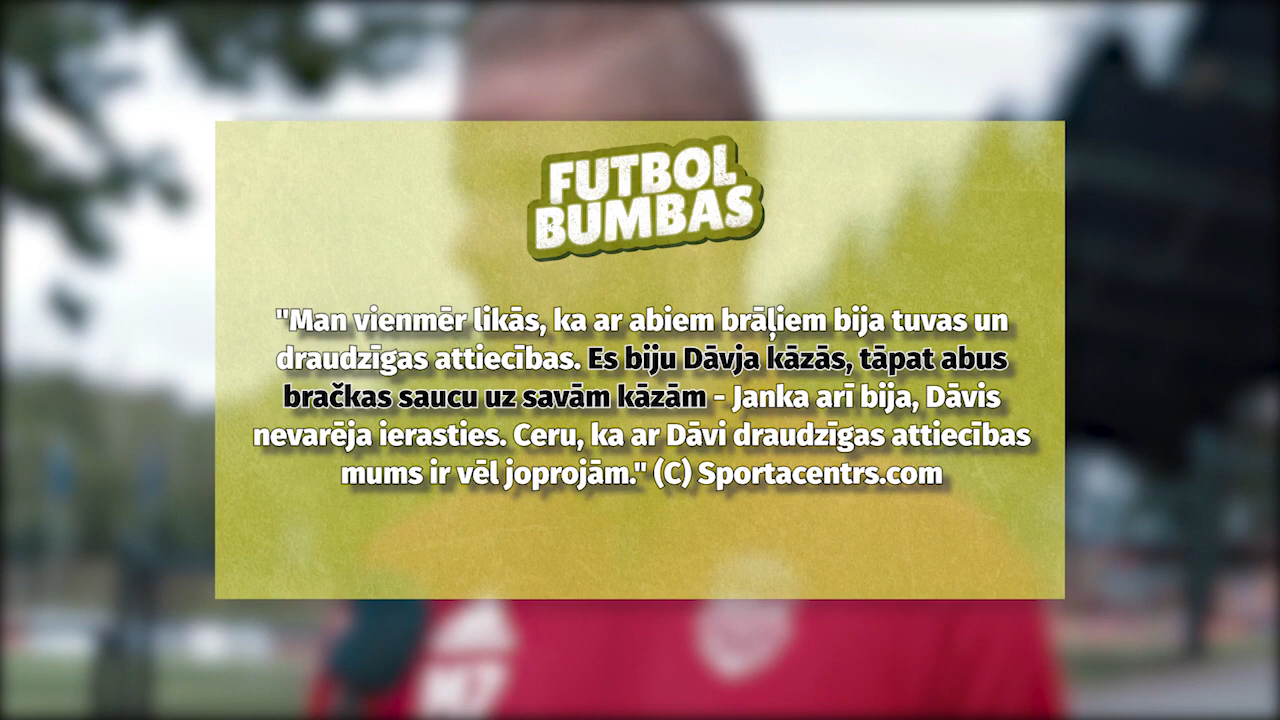 FUTBOL
BUMBAS
"Man vienmēr likās, ka ar abiem brāļiem bija tuvas un
draudzīgas attiecības. Es biju Dāvja kāzās, tāpat abus
bračkas saucu uz savām kāzām - Janka arī bija, Dāvis
nevarēja ierasties. Ceru, ka ar Dāvi draudzīgas attiecības
mums ir vēl joprojām." (C) Sportacentrs.com